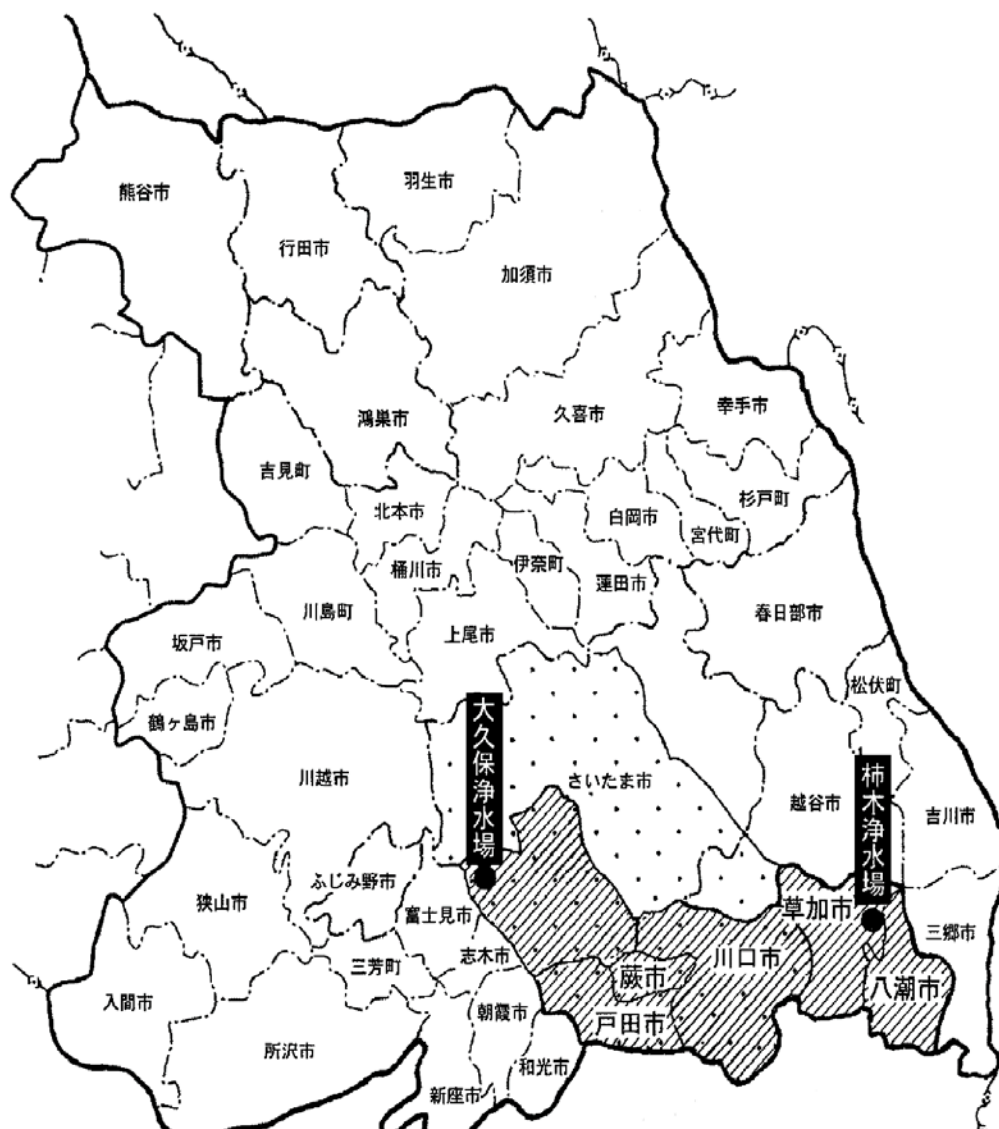 熊谷市
羽生市
行田市
加須市
鴻巣市
久喜市
幸手市
吉見町
北本市
白岡市
杉戸町
宮代町
桶川市
伊奈町
蓮田市
川島町
春日部市
坂戸市
上尾市
松伏町
鶴ヶ島市
大久保浄水場
川越市
さいたま市
越谷市
柿木浄水場
吉川市
ふじみ野市
狭山市
富士見市
草加市
三郷市
志木市
川口市
三芳町
蕨市
八潮市
入間市
朝霞市
戸田市
所沢市
和光市
新座市